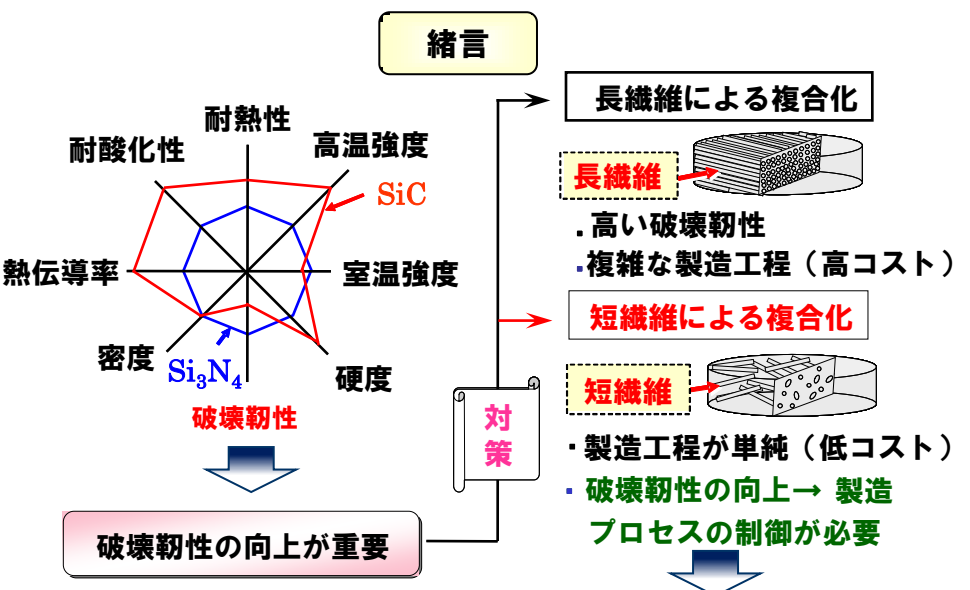 緒言
耐熱性
耐酸化性
高温強度
SiC
熱伝導率
室温強度
密度
Si₃N₄
硬度
破壊靭性
破壊靭性の向上が重要
対策
長繊維による複合化
長繊維
.高い破壊靭性
・複雑な製造工程（高コスト）
短繊維による複合化
短繊維
・製造工程が単純（低コスト）
・破壊靭性の向上→ 製造
プロセスの制御が必要